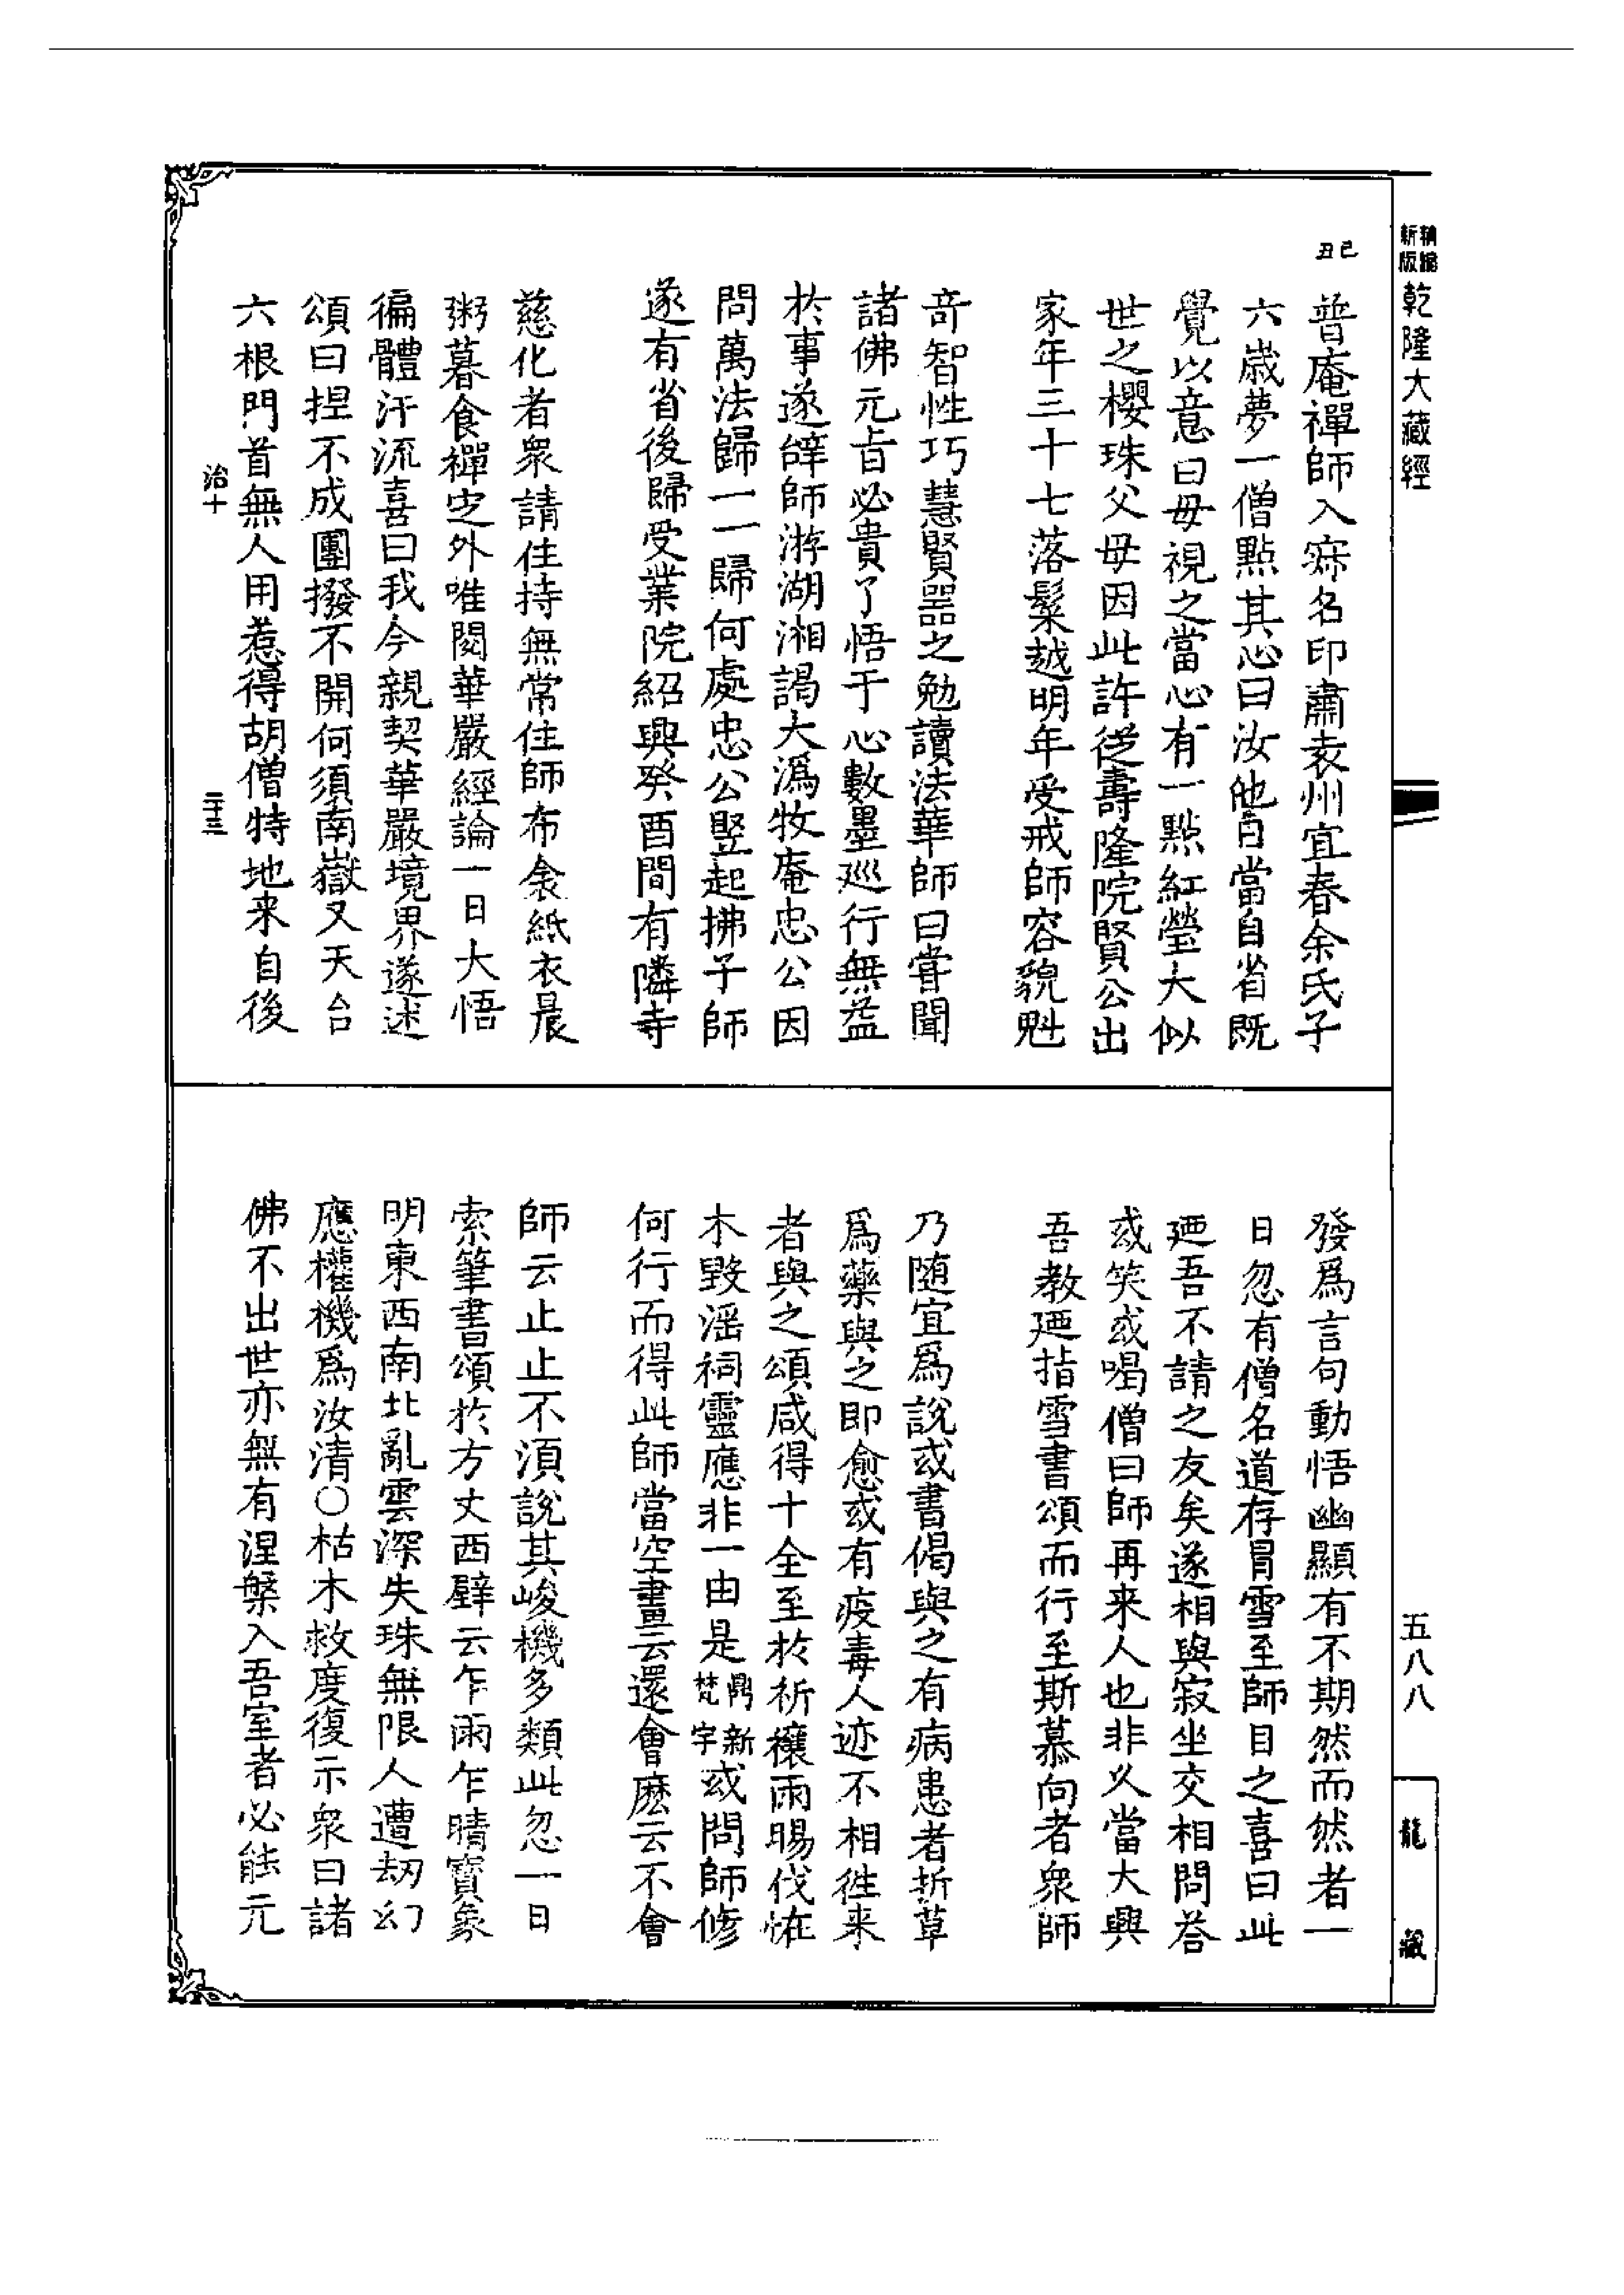 精縮新版乾隆大藏經
己丑
普庵禪師入寂名印肅袁州宜春余氏子
六歲夢一僧點其心曰汝他日當自省既
覺以意曰毋視之當心有一點紅瑩大似
世之櫻珠父母因此許從壽隆院賢公出
家年三十七落髮越明年受戒師容貌魁
奇智性巧慧賢器之勉讀法華師曰嘗聞
諸佛元旨必貴了悟于心數墨巡行無益
於事遂辭師游湖湘謁大溈牧庵忠公因
問萬法歸一一歸何處忠公竪起拂子師
遂有省後歸受業院紹興癸酉間有隣寺
慈化者衆請住持無常住師布衾紙衣晨
粥暮食禪定外唯閱華嚴經論一日大悟
徧體汗流喜曰我今親契華嚴境界遂述
頌曰揑不成團撥不開何須南嶽又天台
六根門首無人用惹得胡僧特地来自後
治十
二十三
發爲言句動悟幽顯有不期然而然者一
日忽有僧名道存冒雪至師目之喜曰此
廼吾不請之友矣遂相與寂坐交相問荅
或笑或喝僧曰師再来人也非久當大興
吾教廼指雪書頌而行至斯慕向者衆師
乃随宜爲說或書偈與之有病患者折草
爲藥與之即愈或有疫毒人迹不相徃来
者與之頌咸得十全至於祈禳雨暘伐怪
木毀滛祠靈應非一由是鼎新梵宇或問師修
何行而得此師當空畫云還會麽云不會
師云止止不須說其峻機多類此忽一日
索筆書頌於方丈西壁云乍雨乍晴寶象
明東西南北亂雲深失珠無限人遭劫幻
應權機爲汝清○枯木救度復示衆曰諸
佛不出世亦無有涅槃入吾室者必能元
五八八
龍藏